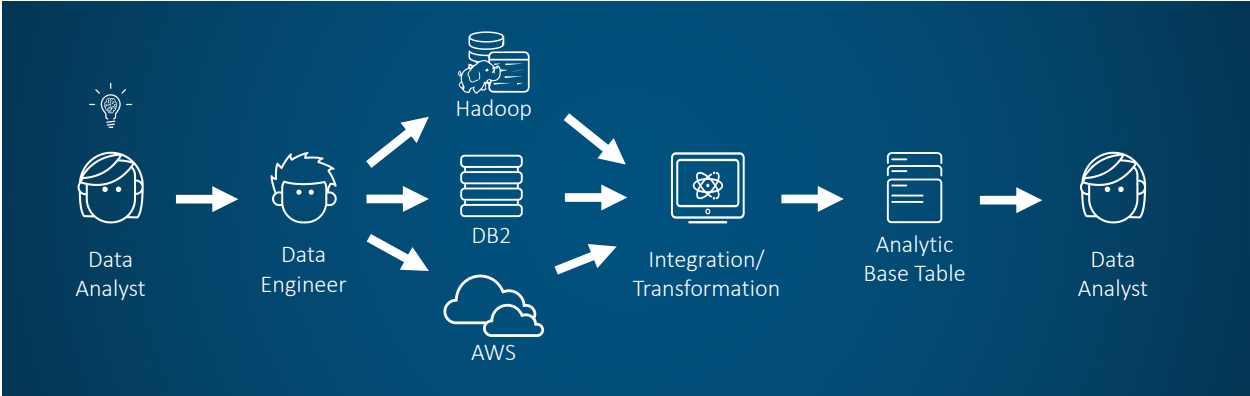 Data
Analyst
Data
Engineer
Hadoop
DB2
AWS
Integration/
Transformation
Analytic
Base Table
Data
Analyst